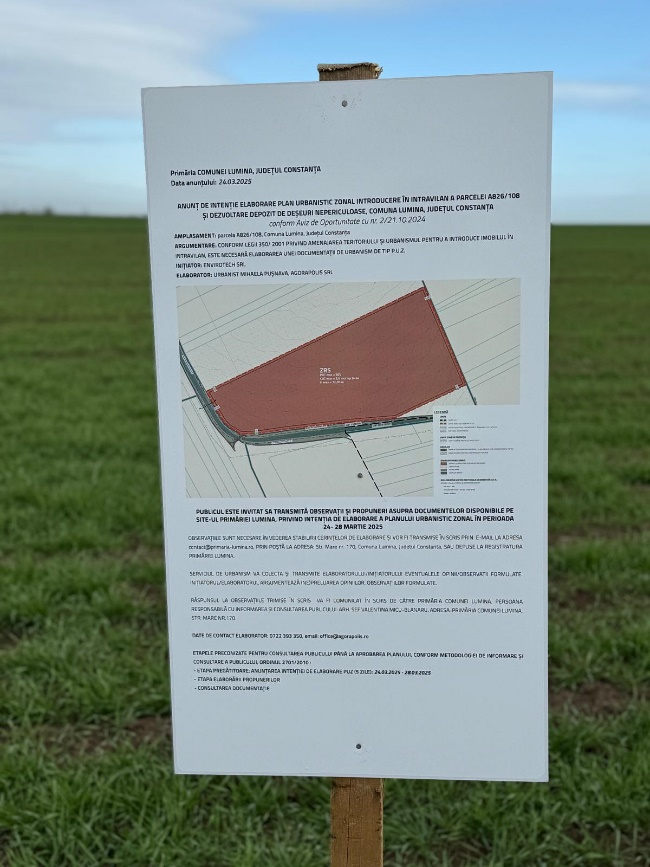 Primăria COMUNEI LUMINA, JUDEȚUL CONSTANȚA
Data anunțului: 24.03.2025
ANUNȚ DE INTENȚIE ELABORARE PLAN URBANISTIC ZONAL INTRODUCERE ÎN INTRAVILAN A PARCELEI A826/108
ȘI DEZVOLTARE DEPOZIT DE DEȘEURI NEPERICULOASE, COMUNA LUMINA, JUDEȚUL CONSTANȚA
conform Aviz de Oportunitate cu nr. 2/21.10.2024
AMPLASAMENT: parcela A826/108, Comuna Lumina, Județul Constanța
ARGUMENTARE: CONFORM LEGII 350/ 2001 PRIVIND AMENAJAREA TERITORIULUI ȘI URBANISMUL PENTRU A INTRODUCE IMOBILUL ÎN
INTRAVILAN, ESTE NECESARĂ ELABORAREA UNEI DOCUMENTAȚII DE URBANISM DE TIP P.U.Z.
INIȚIATOR: ENVIROTECH SRL
ELABORATOR: URBANIST MIHAELA PUȘNAVA, AGORAPOLIS SRL
ZRS
PUBLICUL ESTE INVITAT SA TRANSMITĂ OBSERVAȚII ȘI PROPUNERI ASUPRA DOCUMENTELOR DISPONIBILE PE
SITE-UL PRIMĂRIEI LUMINA, PRIVIND INTENȚIA DE ELABORARE A PLANULUI URBANISTIC ZONAL ÎN PERIOADA
24- 28 MARTIE 2025
OBSERVAȚIILE SUNT NECESARE ÎN VEDEREA STABILIRII CERINȚELOR DE ELABORARE ȘI VOR FI TRANSMISE ÎN SCRIS PRIN: E-MAIL LA ADRESA
contact@primaria-lumina.ro, PRIN POȘTĂ LA ADRESA: Str. Mare nr. 170, Comuna Lumina, Județul Constanța, SAU DEPUSE LA REGISTRATURA
PRIMĂRIEI LUMINA.
SERVICIUL DE URBANISM VA COLECTA ȘI TRANSMITE ELABORATORULUI/INIȚIATORULUI EVENTUALELE OPINII/OBSERVAȚII FORMULATE.
INIȚIATORUL/ELABORATORUL ARGUMENTEAZĂ NEPRELUAREA OPINIILOR, OBSERVAȚIILOR FORMULATE.
RĂSPUNSUL LA OBSERVAȚIILE TRIMISE ÎN SCRIS VA FI COMUNICAT ÎN SCRIS DE CĂTRE PRIMĂRIA COMUNEI LUMINA, PERSOANA
RESPONSABILĂ CU INFORMAREA ȘI CONSULTAREA PUBLICULUI ARH. SEF VALENTINA MICU-BLANARU, ADRESA: PRIMĂRIA COMUNEI LUMINA,
STR. MARE NR.170
DATE DE CONTACT ELABORATOR: 0722 393 350, email: office@agorapolis.ro
ETAPELE PRECONIZATE PENTRU CONSULTAREA PUBLICULUI PÂNĂ LA APROBAREA PLANULUI, CONFORM METODOLOGIEI DE INFORMARE ȘI
CONSULTARE A PUBLICULUI ORDINUL 2701/2010 :
- ETAPA PREGĂTITOARE: ANUNȚAREA INTENȚIEI DE ELABORARE PUZ (5 ZILE): 24.03.2024 - 28.03.2025
- ETAPA ELABORĂRII PROPUNERILOR
- CONSULTAREA DOCUMENTAȚIE